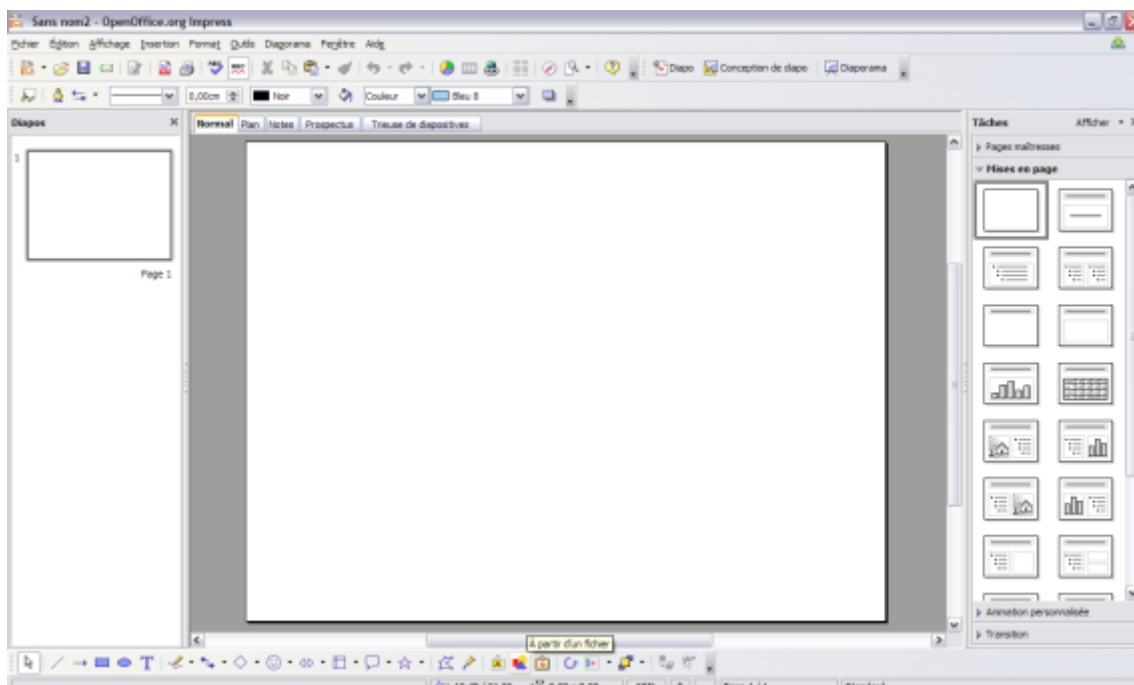 Sans nom2 - OpenOffice.org Impress
Fichier Édition Affichage Insertion Format Outils Diaporama Fenêtre Aide
Diapo Conception de diapo Diaporama
0,00cm Noir Couleur Bleu 8
Diapos
Normal Plan Notes Prospectus Trieuse de diapositives
Tâches Afficher
Pages maîtresses
Mises en page
1
Page 1
Animation personnalisée
Transition
À partir d'un fichier